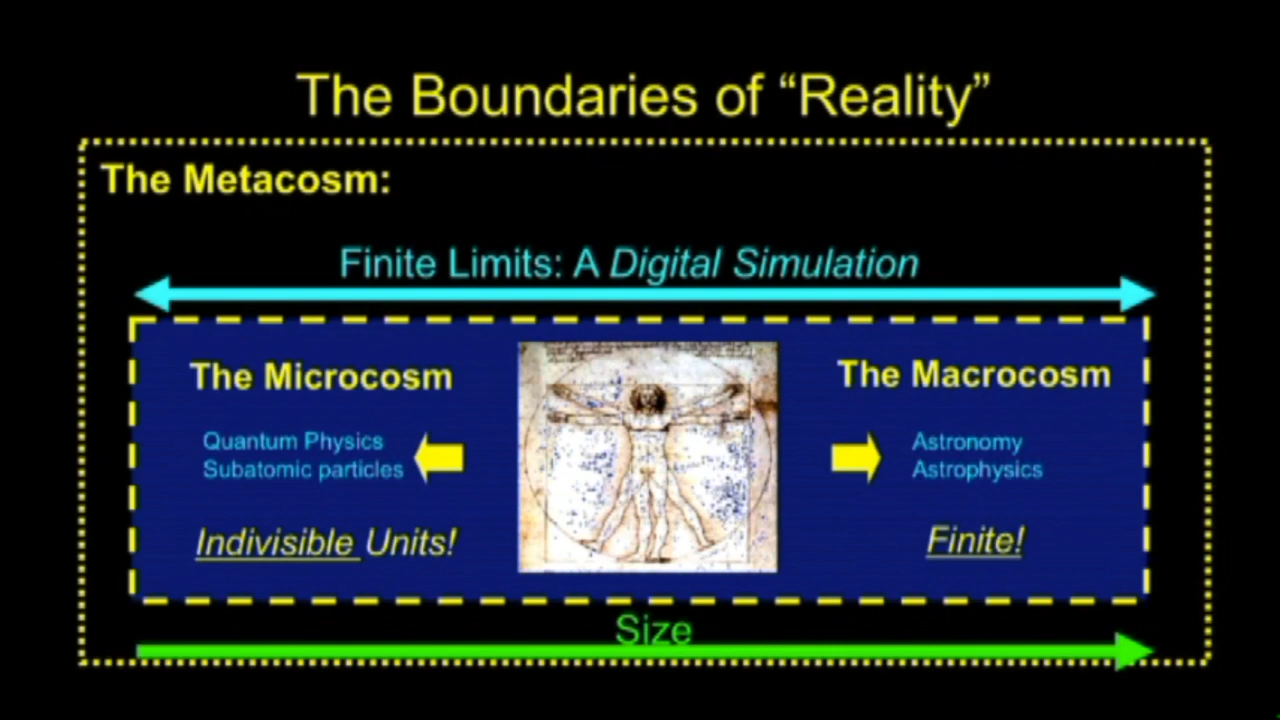 The Boundaries of “Reality”
The Metacosm:
Finite Limits: A Digital Simulation
The Microcosm
Quantum Physics
Subatomic particles
Indivisible Units!
The Macrocosm
Astronomy
Astrophysics
Finite!
Size